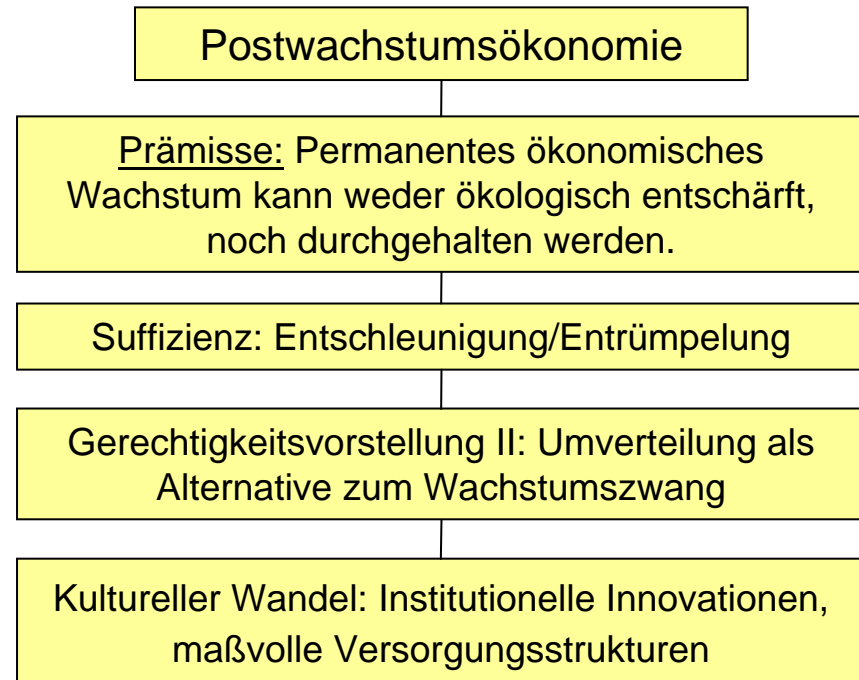 Postwachstumsökonomie
Prämisse: Permanentes ökonomisches
Wachstum kann weder ökologisch entschärft,
noch durchgehalten werden.
Suffizienz: Entschleunigung/Entrümpelung
Gerechtigkeitsvorstellung II: Umverteilung als
Alternative zum Wachstumszwang
Kultureller Wandel: Institutionelle Innovationen,
maßvolle Versorgungsstrukturen